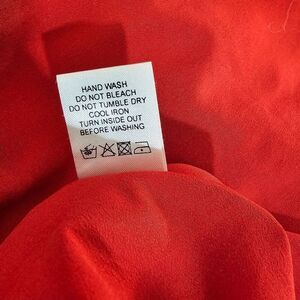 HAND WASH
DO NOT BLEACH
DO NOT TUMBLE DRY
COOL IRON
TURN INSIDE OUT
BEFORE WASHING